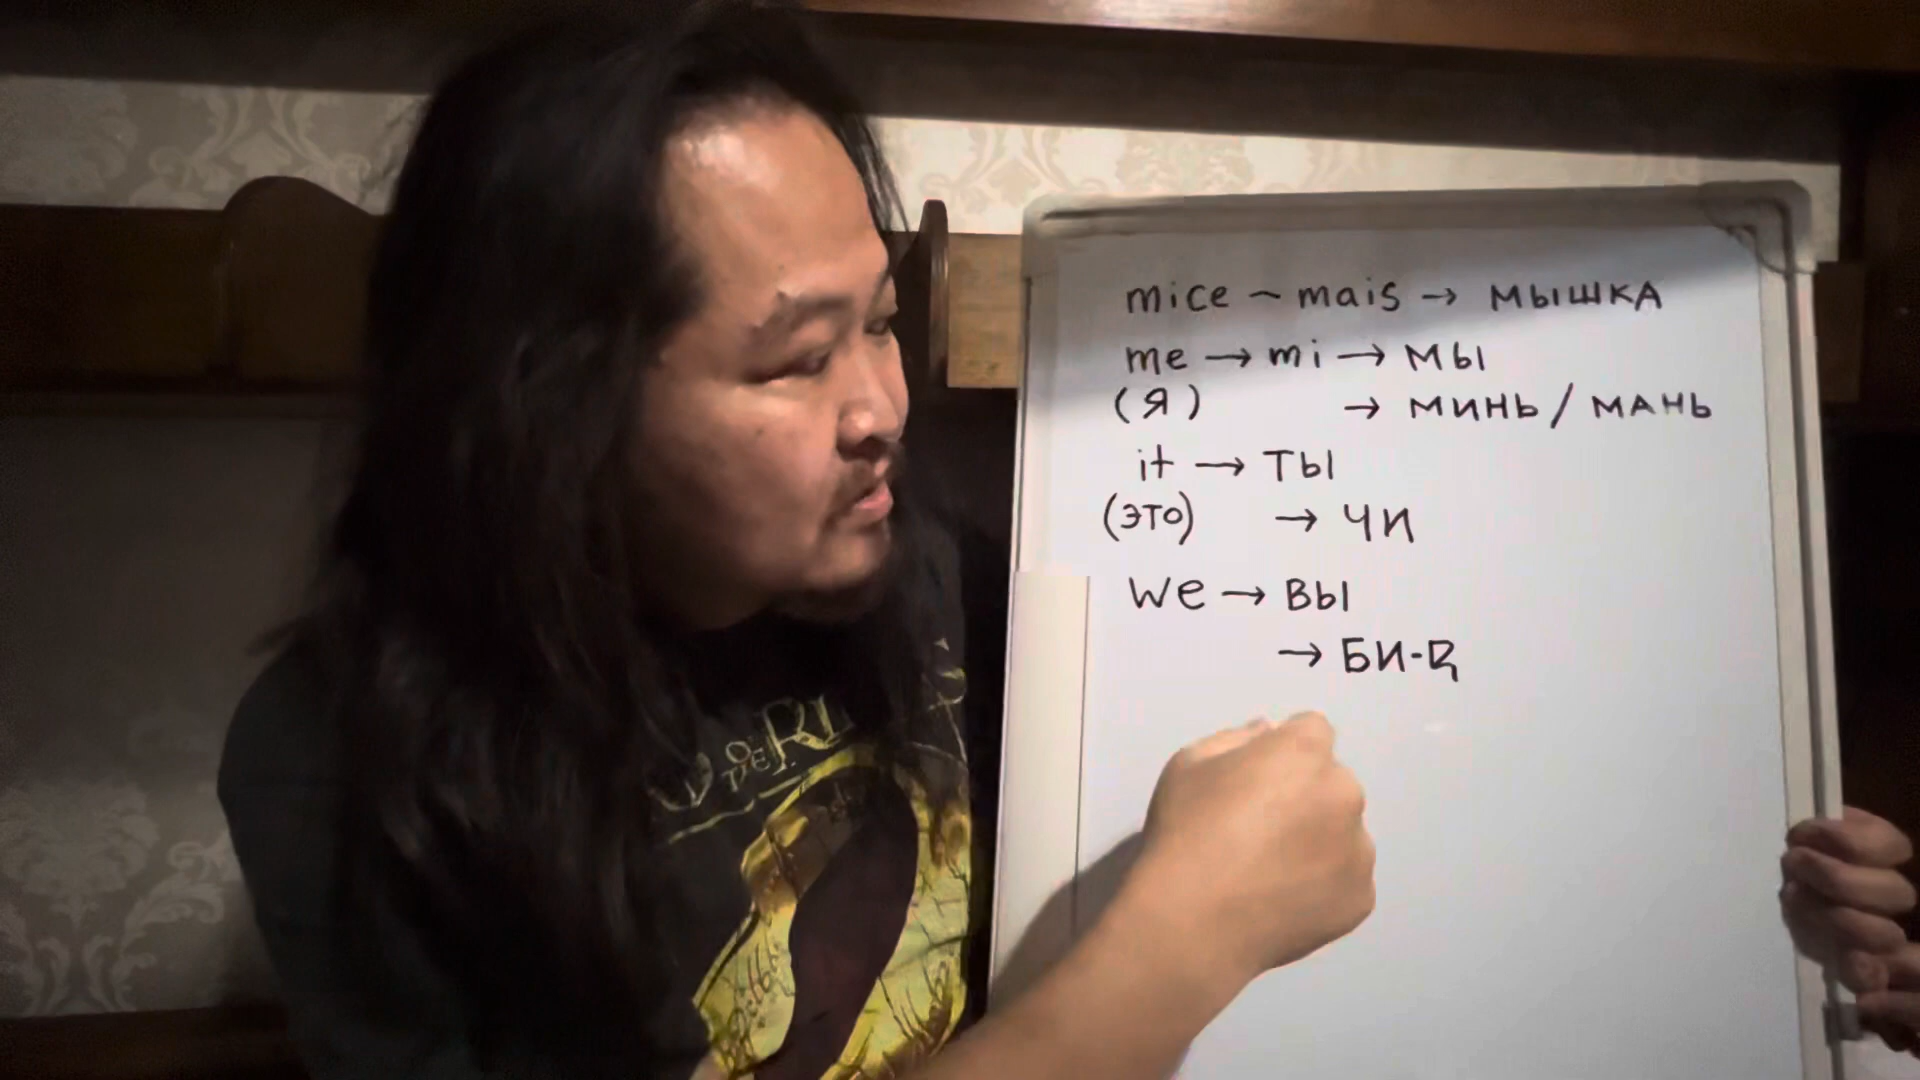 mice ~ mais → МЫШКА
me → mi → МЫ
(Я) → МИНЬ / МАНЬ
it → ТЫ
(ЭТО) → ЧИ
we → ВЫ
→ БИ-